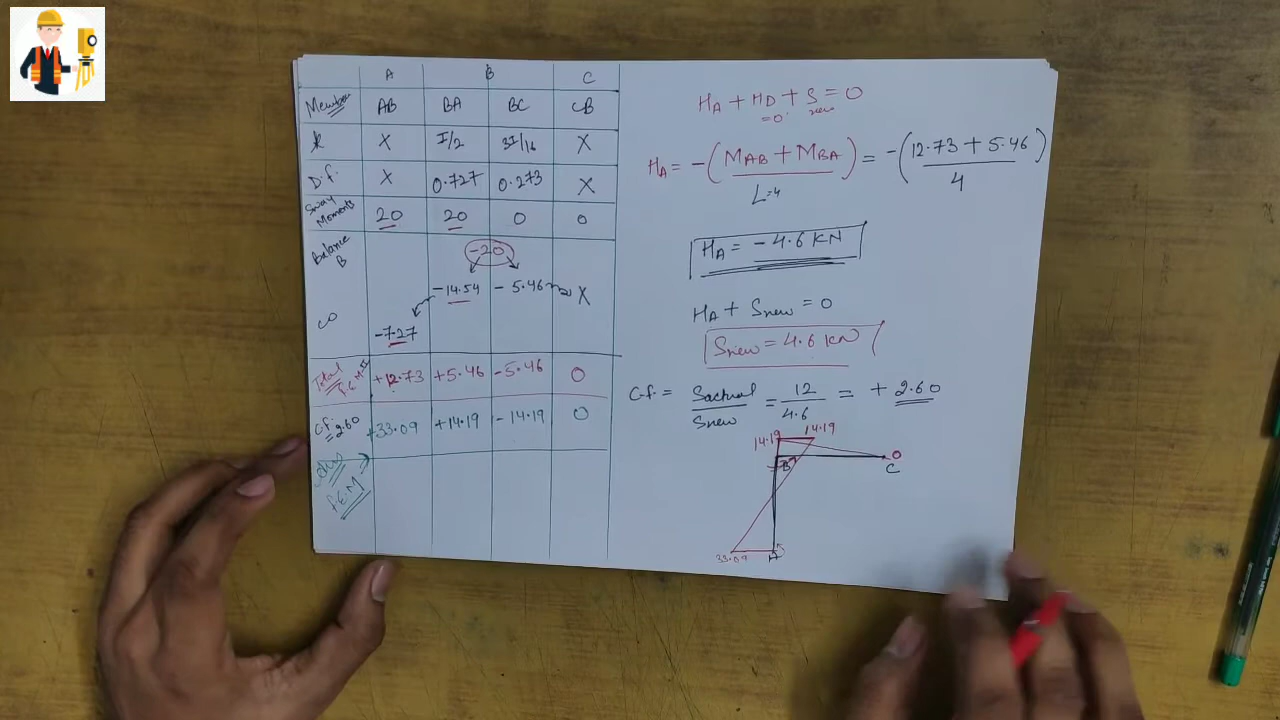 A B C
Member AB BA BC CB
k X I/2 3I/16 X
D.f. X 0.727 0.273 X
Sway Moments 20 20 0 0
Balance B -20
-14.54 -5.46 X
CO -7.27
Total F.E.M +12.73 +5.46 -5.46 0
C.f. = 2.60 +33.09 +14.19 -14.19 0
F.E.M
HA + HD + S = 0
=0 new
HA = -(MAB + MBA) = -(12.73 + 5.46)
L=4 4
HA = -4.6 KN
HA + Snew = 0
Snew = 4.6 KN
C.f. = Sactual = 12 = + 2.60
Snew 4.6
14.19 14.19
B 0
C
33.09 A